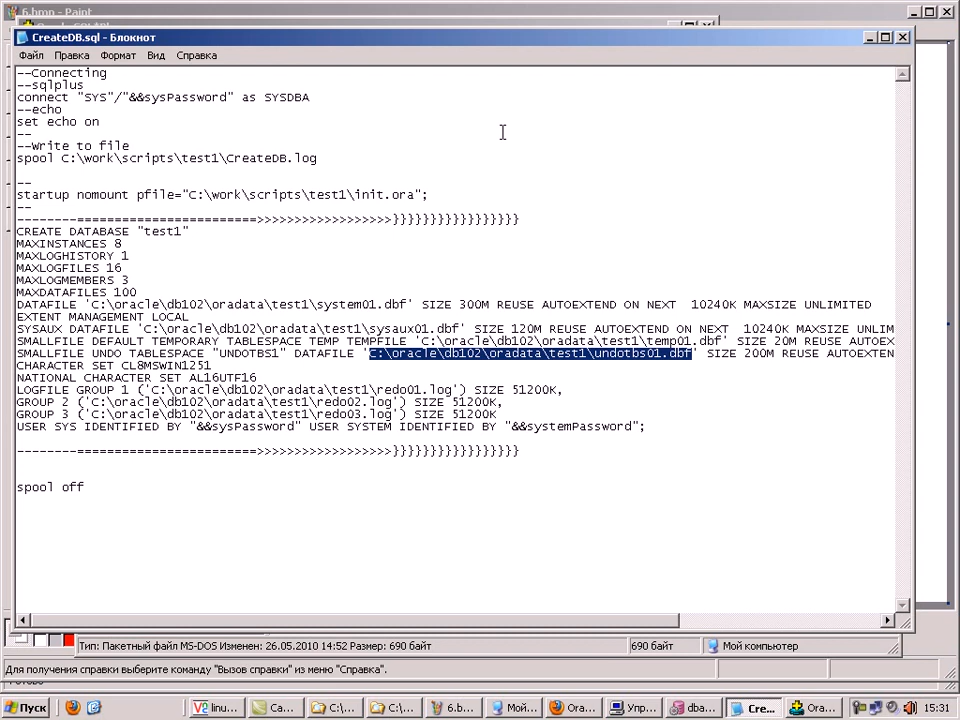 6.bmp - Paint
CreateDB.sql - Блокнот
Файл Правка Формат Вид Справка
--Connecting
--sqlplus
connect "SYS"/"&&sysPassword" as SYSDBA
--echo
set echo on
--
--Write to file
spool C:\work\scripts\test1\CreateDB.log
--
startup nomount pfile="C:\work\scripts\test1\init.ora";
--
--------========================>>>>>>>>>>>>>>>>>>}}}}}}}}}}}}}}}}}
CREATE DATABASE "test1"
MAXINSTANCES 8
MAXLOGHISTORY 1
MAXLOGFILES 16
MAXLOGMEMBERS 3
MAXDATAFILES 100
DATAFILE 'C:\oracle\db102\oradata\test1\system01.dbf' SIZE 300M REUSE AUTOEXTEND ON NEXT  10240K MAXSIZE UNLIMITED
EXTENT MANAGEMENT LOCAL
SYSAUX DATAFILE 'C:\oracle\db102\oradata\test1\sysaux01.dbf' SIZE 120M REUSE AUTOEXTEND ON NEXT  10240K MAXSIZE UNLIM
SMALLFILE DEFAULT TEMPORARY TABLESPACE TEMP TEMPFILE 'C:\oracle\db102\oradata\test1\temp01.dbf' SIZE 20M REUSE AUTOEX
SMALLFILE UNDO TABLESPACE "UNDOTBS1" DATAFILE 'C:\oracle\db102\oradata\test1\undotbs01.dbf' SIZE 200M REUSE AUTOEXTEN
CHARACTER SET CL8MSWIN1251
NATIONAL CHARACTER SET AL16UTF16
LOGFILE GROUP 1 ('C:\oracle\db102\oradata\test1\redo01.log') SIZE 51200K,
GROUP 2 ('C:\oracle\db102\oradata\test1\redo02.log') SIZE 51200K,
GROUP 3 ('C:\oracle\db102\oradata\test1\redo03.log') SIZE 51200K
USER SYS IDENTIFIED BY "&&sysPassword" USER SYSTEM IDENTIFIED BY "&&systemPassword";
--------========================>>>>>>>>>>>>>>>>>>}}}}}}}}}}}}}}}}}
spool off
Тип: Пакетный файл MS-DOS Изменен: 26.05.2010 14:52 Размер: 690 байт 690 байт Мой компьютер
Для получения справки выберите команду "Вызов справки" из меню "Справка".
Пуск linu... Ca... C:\... C:\... 6.b... Мой... Ora... Упр... dba... Cre... Ora... 15:31